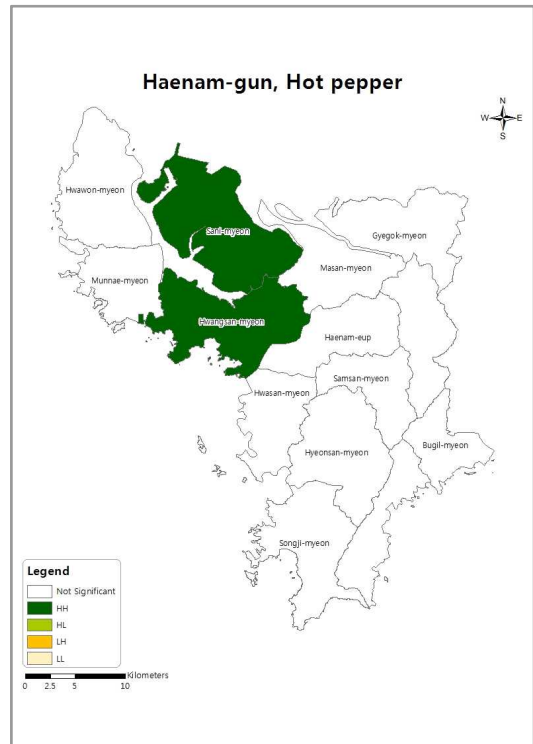 Haenam-gun, Hot pepper
N
W E
S
Hwawon-myeon
Sani-myeon
Gyegok-myeon
Masan-myeon
Munnae-myeon
Hwangsan-myeon
Haenam-eup
Samsan-myeon
Hwasan-myeon
Bugil-myeon
Hyeonsan-myeon
Songji-myeon
Legend
Not Significant
HH
HL
LH
LL
Kilometers
0 2.5 5 10